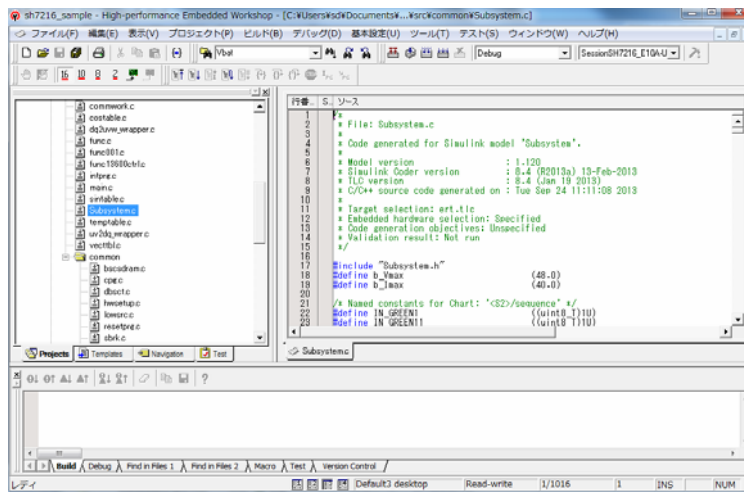 sh7216_sample - High-performance Embedded Workshop - [C:¥Users¥sd¥Documents¥...¥src¥common¥Subsystem.c]
ファイル(F) 編集(E) 表示(V) プロジェクト(P) ビルド(B) デバッグ(D) 基本設定(U) ツール(T) テスト(S) ウィンドウ(W) ヘルプ(H)
Vbat Debug SessionSH7216_E10A-U
16 10 8 2
commwork.c
costable.c
dq2uvw_wrapper.c
func.c
func001.c
func19600ctrl.c
intprg.c
main.c
sintable.c
Subsystem.c
temptable.c
uv2dq_wrapper.c
vecttbl.c
common
bscsdram.c
cpg.c
dbsct.c
hwsetup.c
lowsrc.c
resetprg.c
sbrk.c
Projects Templates Navigation Test
行番... S... ソース
1 /*
2 * File: Subsystem.c
3 *
4 * Code generated for Simulink model 'Subsystem'.
5 *
6 * Model version : 1.120
7 * Simulink Coder version : 8.4 (R2013a) 13-Feb-2013
8 * TLC version : 8.4 (Jan 19 2013)
9 * C/C++ source code generated on : Tue Sep 24 11:11:08 2013
10 *
11 * Target selection: ert.tlc
12 * Embedded hardware selection: Specified
13 * Code generation objectives: Unspecified
14 * Validation result: Not run
15 */
16
17 #include "Subsystem.h"
18 #define b_Vmax (48.0)
19 #define b_Imax (40.0)
20
21 /* Named constants for Chart: '<S2>/sequence' */
22 #define IN_GREEN1 ((uint8_T)1U)
23 #define IN_GREEN11 ((uint8_T)1U)
Subsystem.c
Build Debug Find in Files 1 Find in Files 2 Macro Test Version Control
レディ Default3 desktop Read-write 1/1016 1 INS NUM